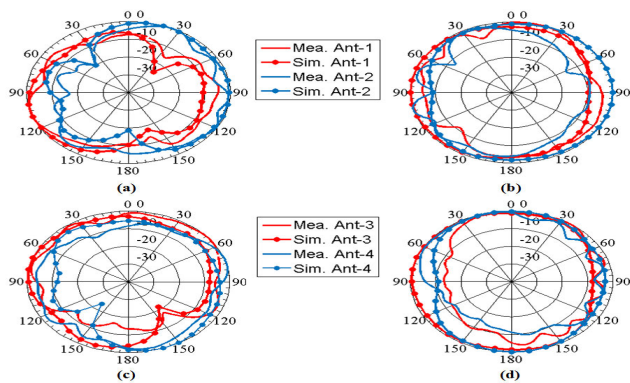 0 0
30 -10 30
60 -20 60
-30
90 90
120 120
150 150
180
(a)
Mea. Ant-1
Sim. Ant-1
Mea. Ant-2
Sim. Ant-2
0 0
30 -10 30
60 -20 60
-30
90 90
120 120
150 150
180
(b)
0 0
30 -10 30
60 -20 60
-30
90 90
120 120
150 150
180
(c)
Mea. Ant-3
Sim. Ant-3
Mea. Ant-4
Sim. Ant-4
0 0
30 -10 30
60 -20 60
-30
90 90
120 120
150 150
180
(d)